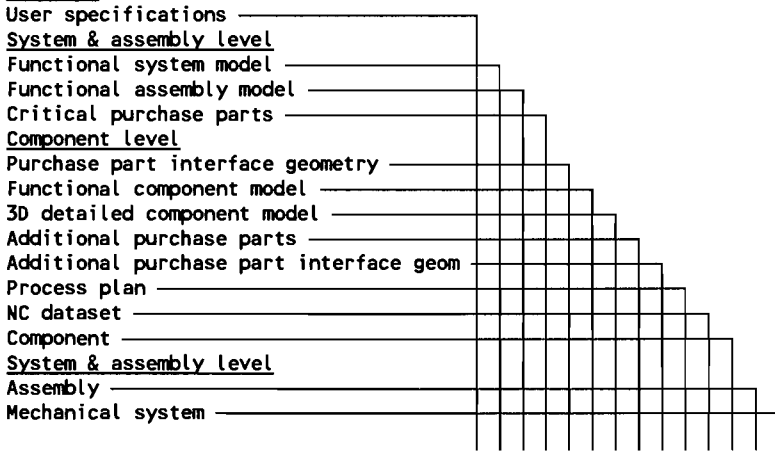 User specifications
System & assembly level
Functional system model
Functional assembly model
Critical purchase parts
Component level
Purchase part interface geometry
Functional component model
3D detailed component model
Additional purchase parts
Additional purchase part interface geom
Process plan
NC dataset
Component
System & assembly level
Assembly
Mechanical system